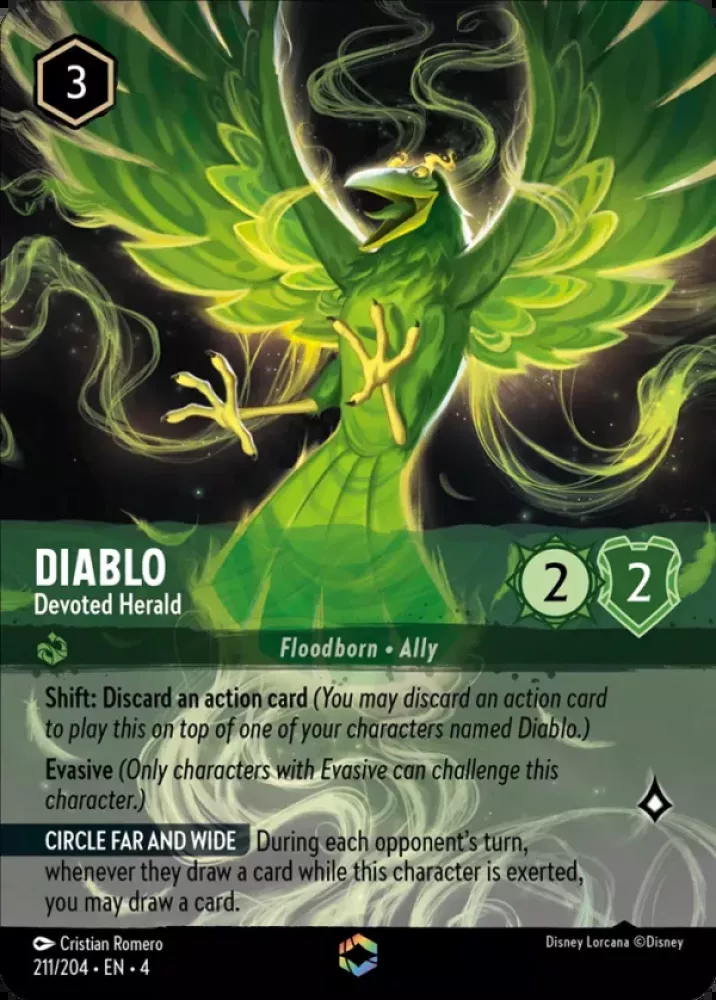 3
DIABLO
Devoted Herald
2 2
Floodborn • Ally
Shift: Discard an action card (You may discard an action card
to play this on top of one of your characters named Diablo.)
Evasive (Only characters with Evasive can challenge this
character.)
CIRCLE FAR AND WIDE During each opponent's turn,
whenever they draw a card while this character is exerted,
you may draw a card.
Cristian Romero
Disney Lorcana ©Disney
211/204 • EN • 4